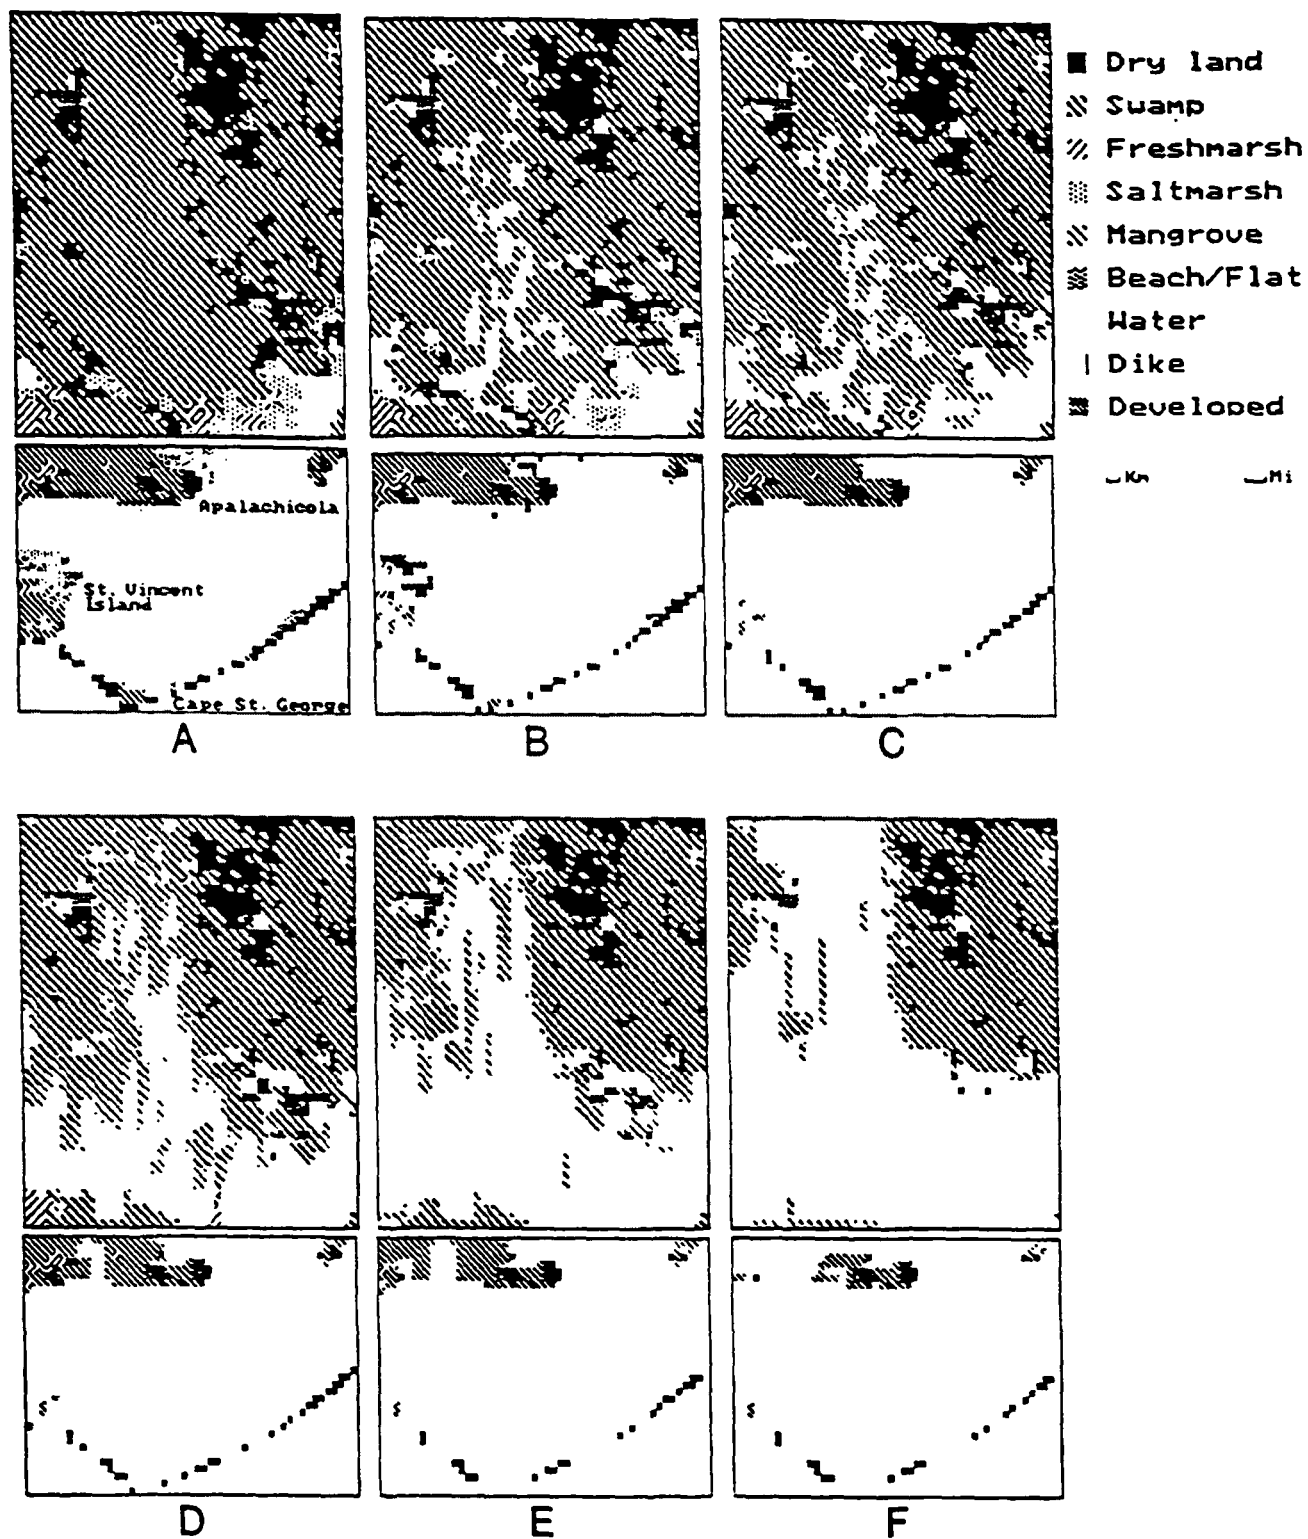 Dry land
Swamp
Freshmarsh
Saltmarsh
Mangrove
Beach/Flat
Water
Dike
Developed
Km Mi
Apalachicola
St. Vincent
Island
Cape St. George
A B C
D E F